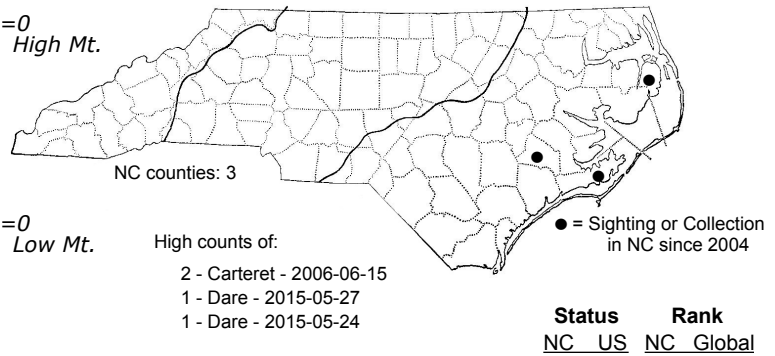 =0
High Mt.
NC counties: 3
=0
Low Mt.
High counts of:
2 - Carteret - 2006-06-15
1 - Dare - 2015-05-27
1 - Dare - 2015-05-24
● = Sighting or Collection
in NC since 2004
Status Rank
NC US NC Global